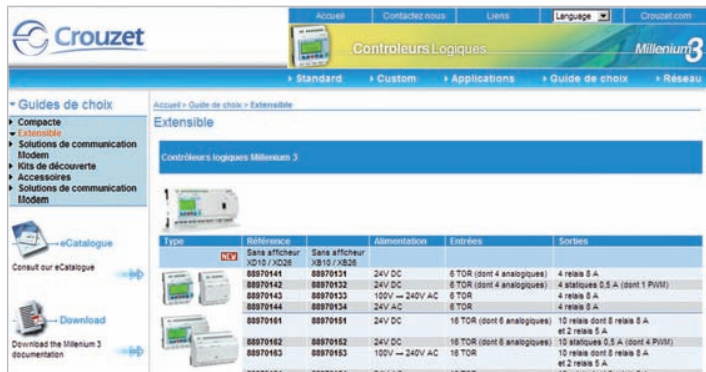 Accueil Contactez nous Liens Language Crouzet.com
Crouzet
Contrôleurs Logiques Millenium 3
Standard Custom Applications Guide de choix Réseau
Guides de choix
Compacte
Extensible
Solutions de communication
Modem
Kits de découverte
Accessoires
Solutions de communication
Modem
eCatalogue
Consult our eCatalogue
Download
Download the Millenium 3
documentation
Accueil > Guide de choix > Extensible
Extensible
Contrôleurs logiques Millenium 3
Type Référence Alimentation Entrées Sorties
NEW Sans afficheur Sans afficheur
XD10 / XD26 XB10 / XB26
88970141 88970131 24V DC 6 TOR (dont 4 analogiques) 4 relais 8 A
88970142 88970132 24V DC 6 TOR (dont 4 analogiques) 4 statiques 0,5 A (dont 1 PWM)
88970143 88970133 100V — 240V AC 6 TOR 4 relais 8 A
88970144 88970134 24V AC 6 TOR 4 relais 8 A
88970161 88970151 24V DC 16 TOR (dont 6 analogiques) 10 relais dont 8 relais 8 A
et 2 relais 5 A
88970162 88970152 24V DC 16 TOR (dont 6 analogiques) 10 statiques 0,5 A (dont 4 PWM)
88970163 88970153 100V — 240V AC 16 TOR 10 relais dont 8 relais 8 A
et 2 relais 5 A